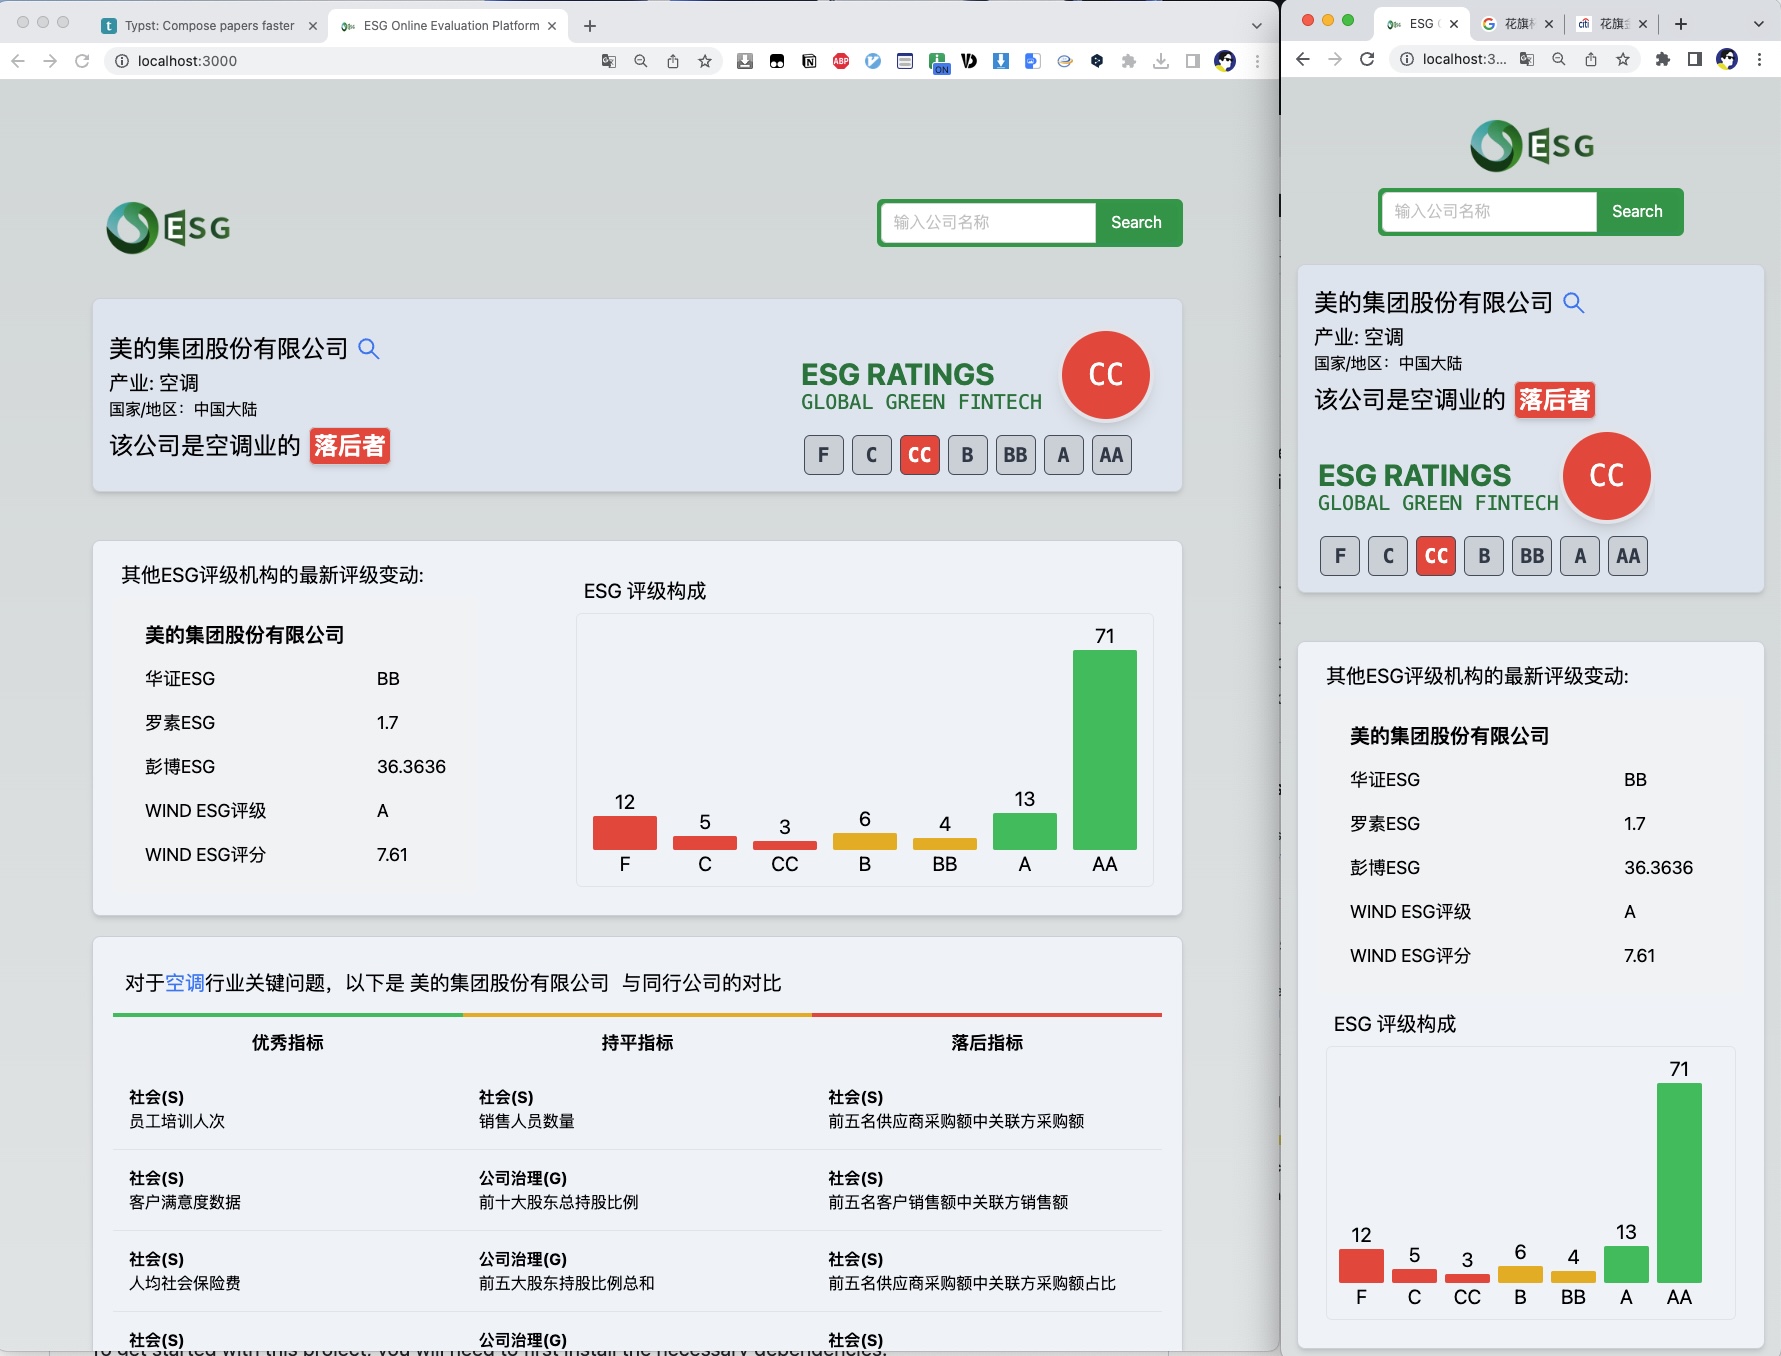 Typst: Compose papers faster
ESG Online Evaluation Platform
localhost:3000
ESG
输入公司名称 Search
美的集团股份有限公司
产业: 空调
国家/地区：中国大陆
该公司是空调业的 落后者
ESG RATINGS
GLOBAL GREEN FINTECH
CC
F C CC B BB A AA
其他ESG评级机构的最新评级变动:
美的集团股份有限公司
华证ESG BB
罗素ESG 1.7
彭博ESG 36.3636
WIND ESG评级 A
WIND ESG评分 7.61
ESG 评级构成
12 5 3 6 4 13 71
F C CC B BB A AA
对于空调行业关键问题，以下是 美的集团股份有限公司 与同行公司的对比
优秀指标 持平指标 落后指标
社会(S) 社会(S) 社会(S)
员工培训人次 销售人员数量 前五名供应商采购额中关联方采购额
社会(S) 公司治理(G) 社会(S)
客户满意度数据 前十大股东总持股比例 前五名客户销售额中关联方销售额
社会(S) 公司治理(G) 社会(S)
人均社会保险费 前五大股东持股比例总和 前五名供应商采购额中关联方采购额占比
社会(S) 公司治理(G) 社会(S)
To get started with this project, you will need to first install the necessary dependencies.
ESG
花旗
花旗
localhost:3...
ESG
输入公司名称 Search
美的集团股份有限公司
产业: 空调
国家/地区：中国大陆
该公司是空调业的 落后者
ESG RATINGS
GLOBAL GREEN FINTECH
CC
F C CC B BB A AA
其他ESG评级机构的最新评级变动:
美的集团股份有限公司
华证ESG BB
罗素ESG 1.7
彭博ESG 36.3636
WIND ESG评级 A
WIND ESG评分 7.61
ESG 评级构成
12 5 3 6 4 13 71
F C CC B BB A AA